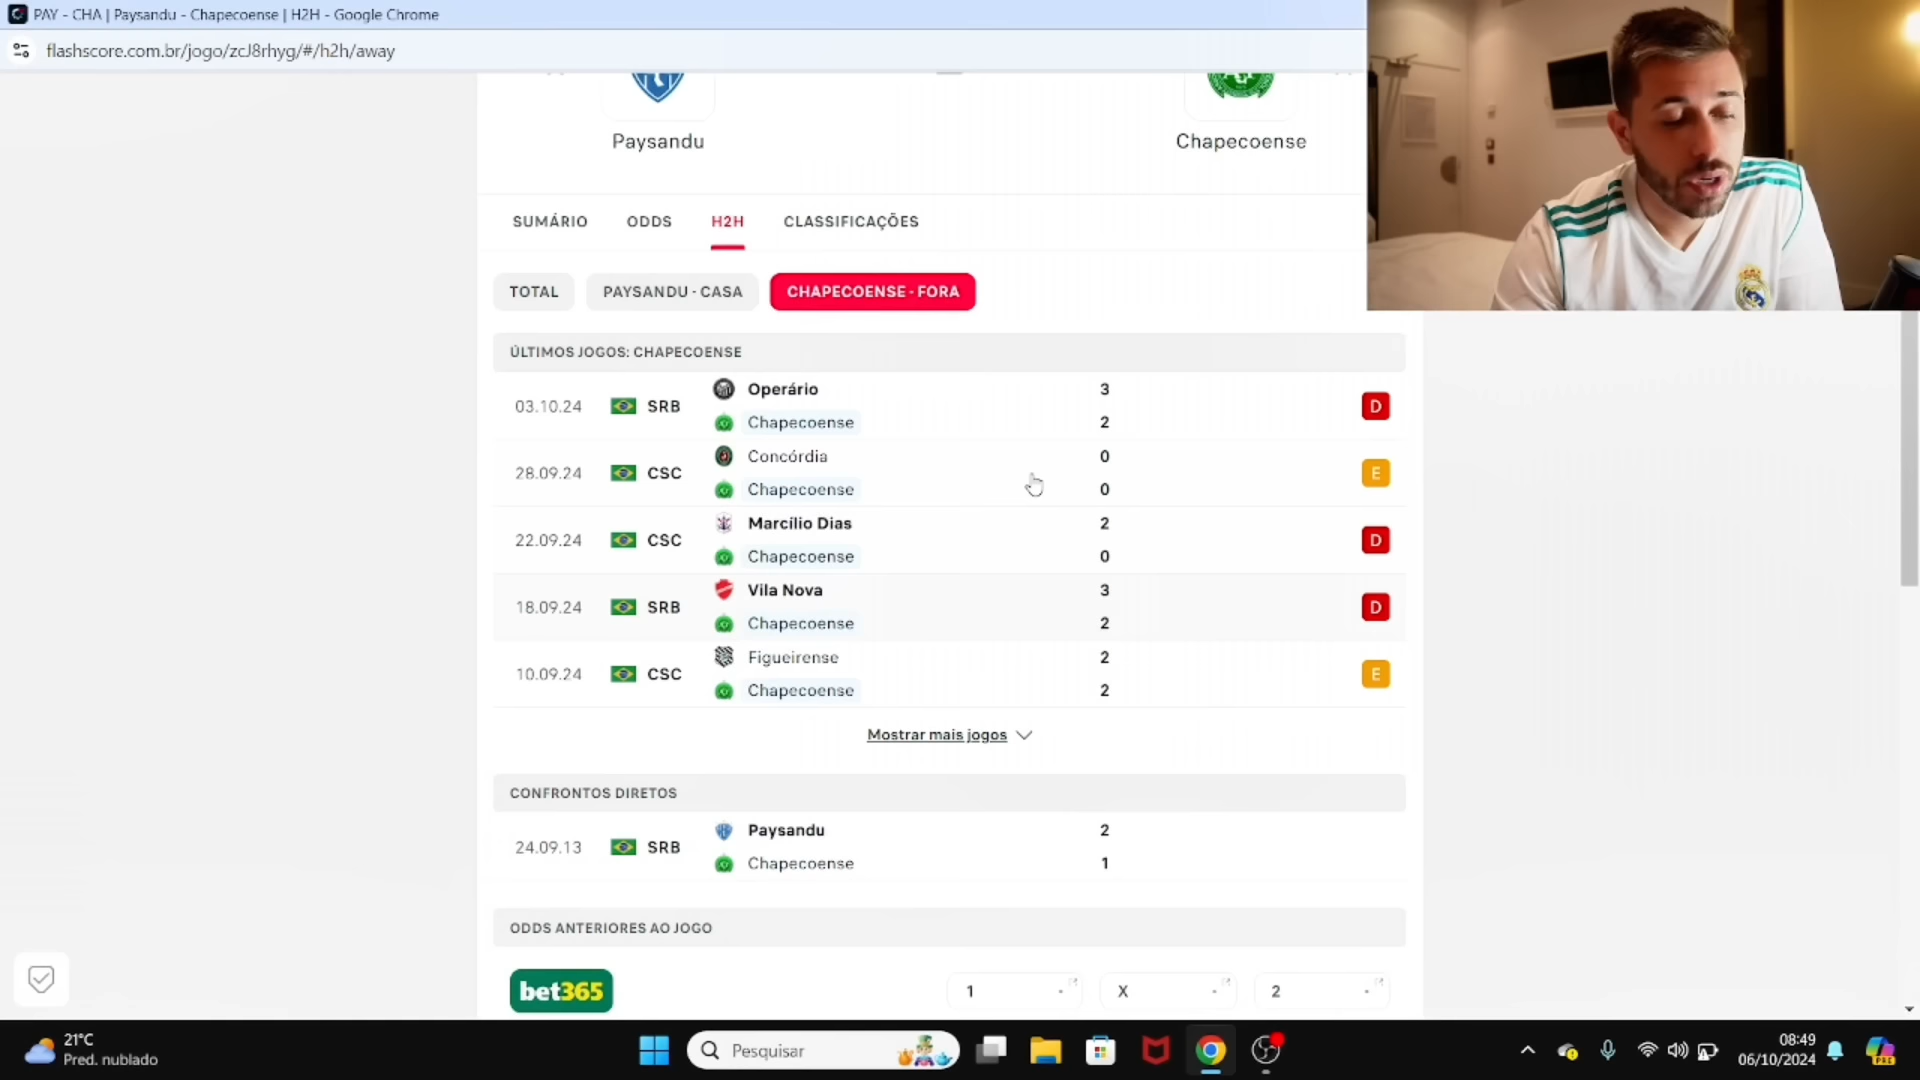 PAY - CHA | Paysandu - Chapecoense | H2H - Google Chrome
flashscore.com.br/jogo/zcJ8rhyg/#/h2h/away
Paysandu
Chapecoense
SUMÁRIO ODDS H2H CLASSIFICAÇÕES
TOTAL PAYSANDU - CASA CHAPECOENSE - FORA
ÚLTIMOS JOGOS: CHAPECOENSE
03.10.24 SRB Operário 3 D
Chapecoense 2
28.09.24 CSC Concórdia 0 E
Chapecoense 0
22.09.24 CSC Marcílio Dias 2 D
Chapecoense 0
18.09.24 SRB Vila Nova 3 D
Chapecoense 2
10.09.24 CSC Figueirense 2 E
Chapecoense 2
Mostrar mais jogos
CONFRONTOS DIRETOS
24.09.13 SRB Paysandu 2
Chapecoense 1
ODDS ANTERIORES AO JOGO
bet365 1 - X - 2 -
21°C
Pred. nublado
Pesquisar
08:49
06/10/2024